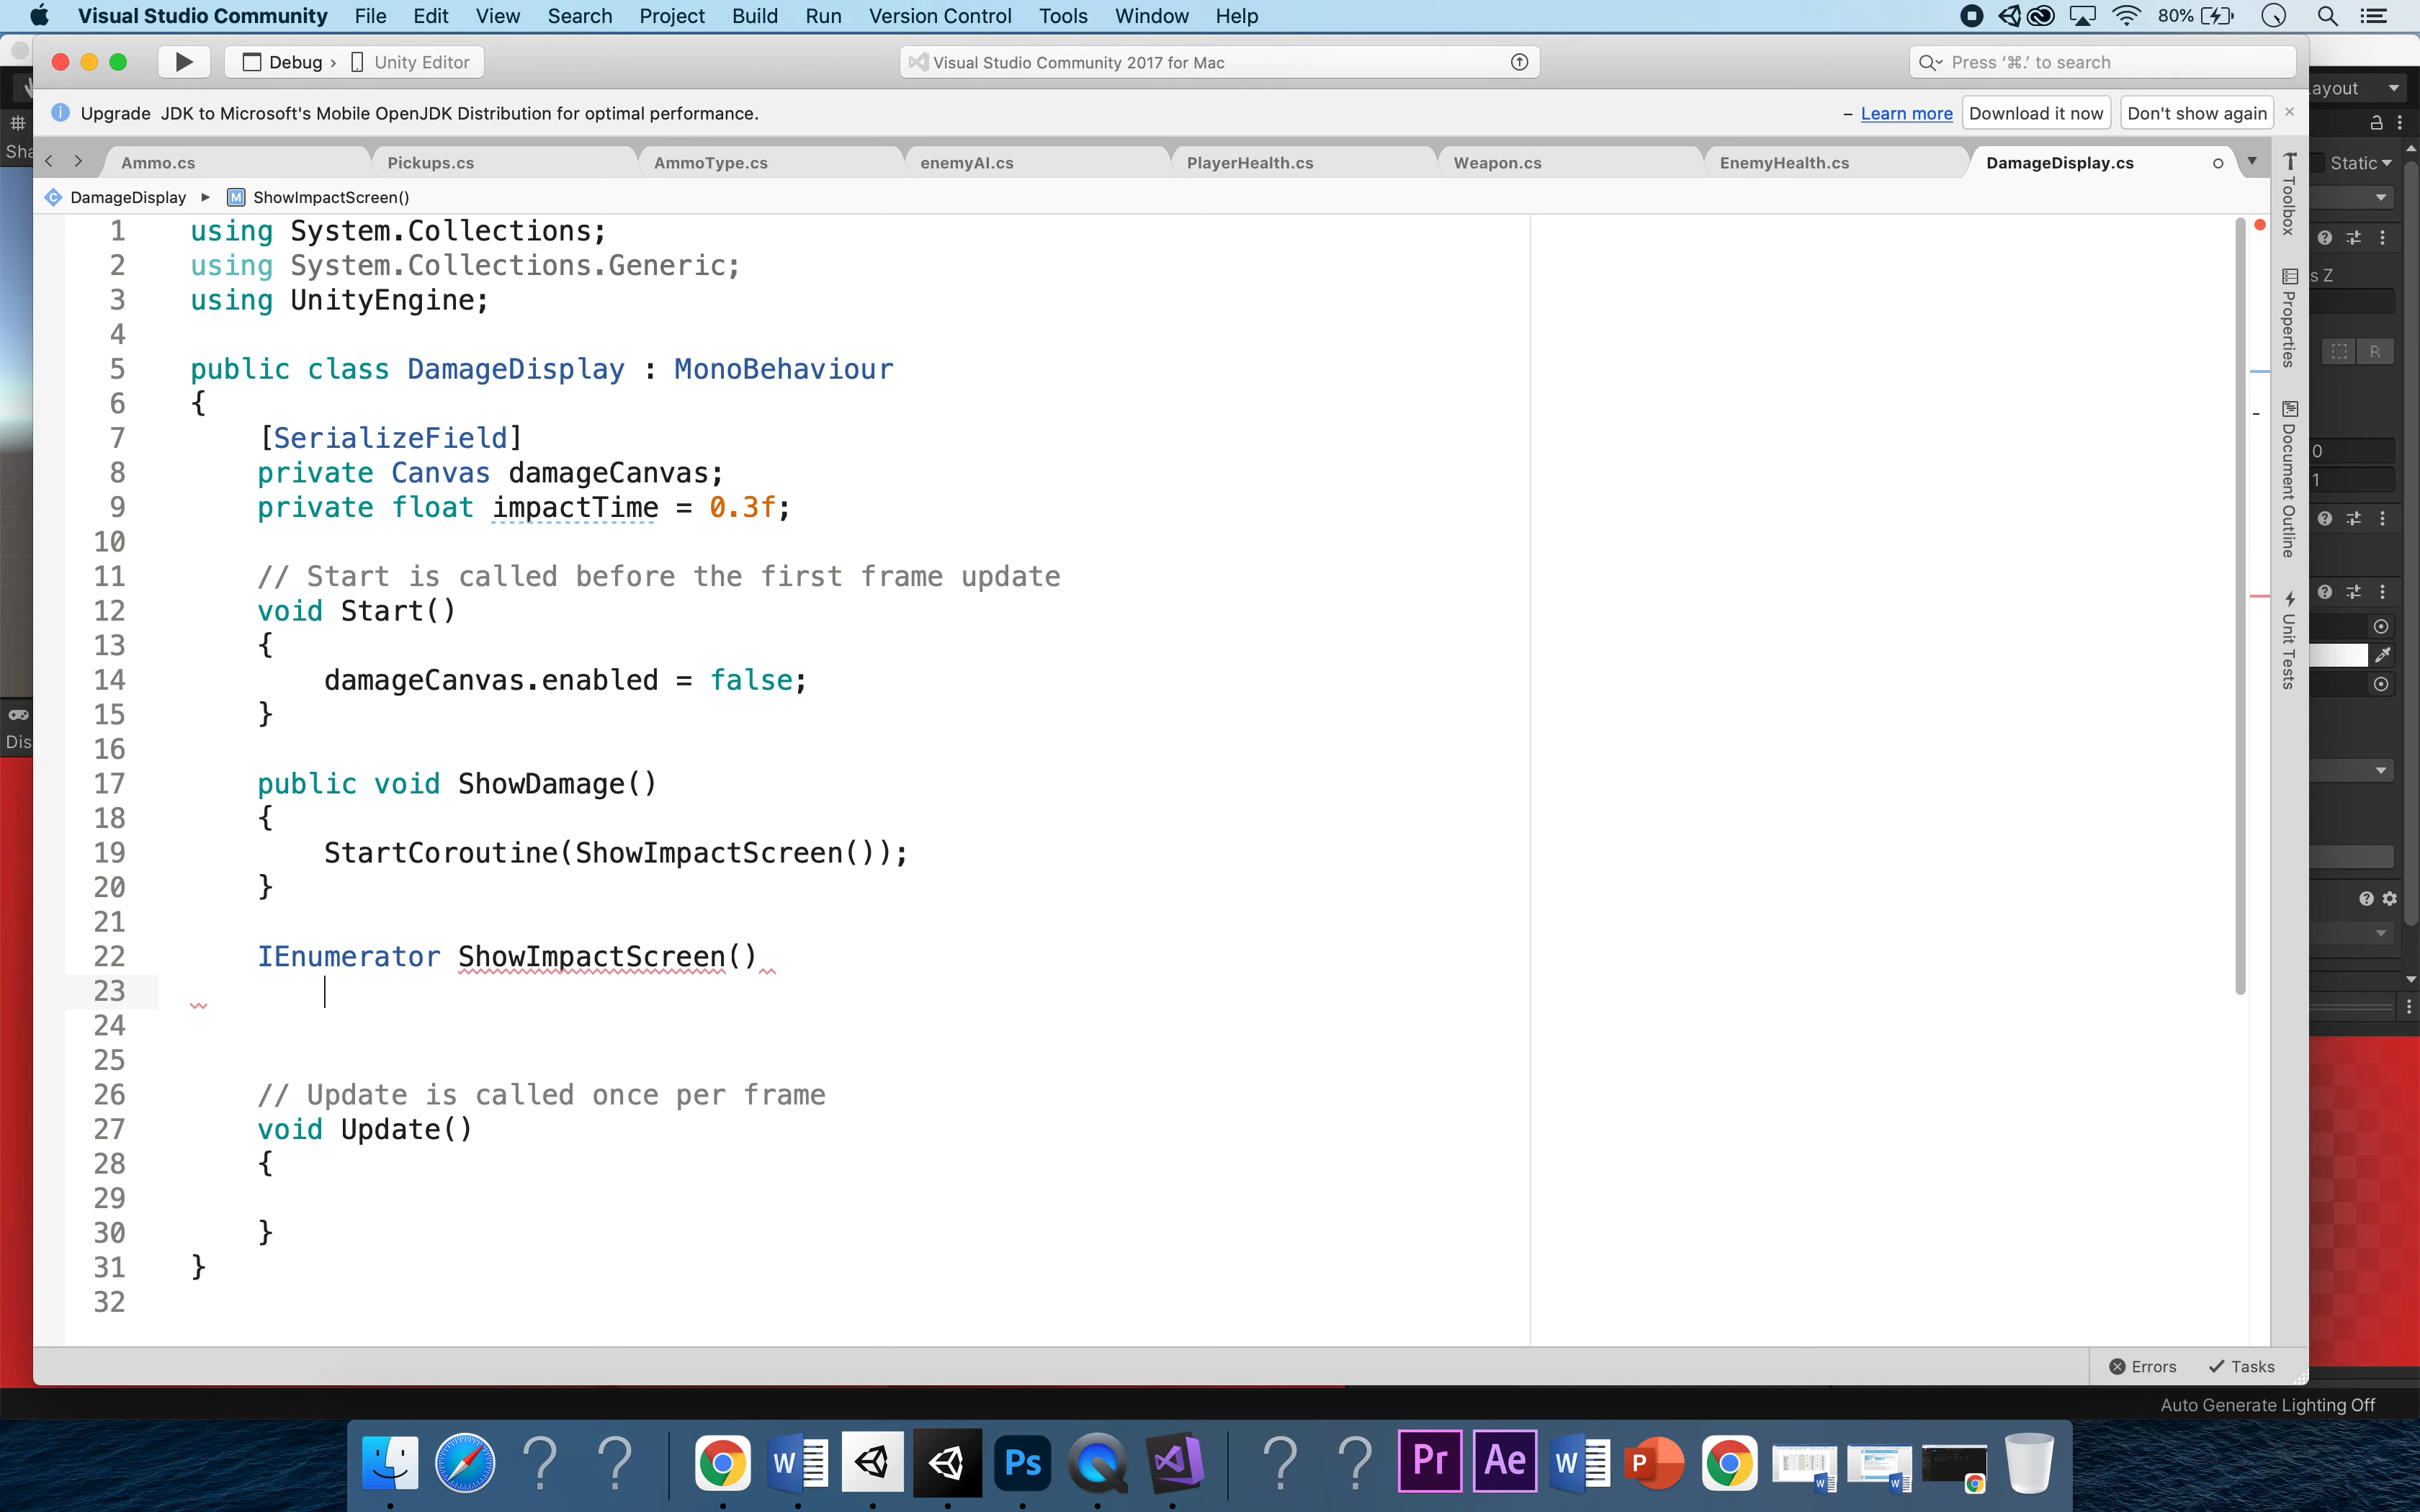 Visual Studio Community File Edit View Search Project Build Run Version Control Tools Window Help 80%
Debug › Unity Editor Visual Studio Community 2017 for Mac Press '⌘.' to search
ayout
Upgrade JDK to Microsoft's Mobile OpenJDK Distribution for optimal performance. – Learn more Download it now Don't show again
Sha
Ammo.cs Pickups.cs AmmoType.cs enemyAI.cs PlayerHealth.cs Weapon.cs EnemyHealth.cs DamageDisplay.cs
Static
DamageDisplay ▸ M ShowImpactScreen()
Toolbox
Properties
Document Outline
Unit Tests
s Z
R
0
1
1 using System.Collections;
2 using System.Collections.Generic;
3 using UnityEngine;
4
5 public class DamageDisplay : MonoBehaviour
6 {
7 [SerializeField]
8 private Canvas damageCanvas;
9 private float impactTime = 0.3f;
10
11 // Start is called before the first frame update
12 void Start()
13 {
14 damageCanvas.enabled = false;
15 }
16
17 public void ShowDamage()
18 {
19 StartCoroutine(ShowImpactScreen());
20 }
21
22 IEnumerator ShowImpactScreen()
23
24
25
26 // Update is called once per frame
27 void Update()
28 {
29
30 }
31 }
32
Dis
Errors Tasks
Auto Generate Lighting Off
Ps Pr Ae W P